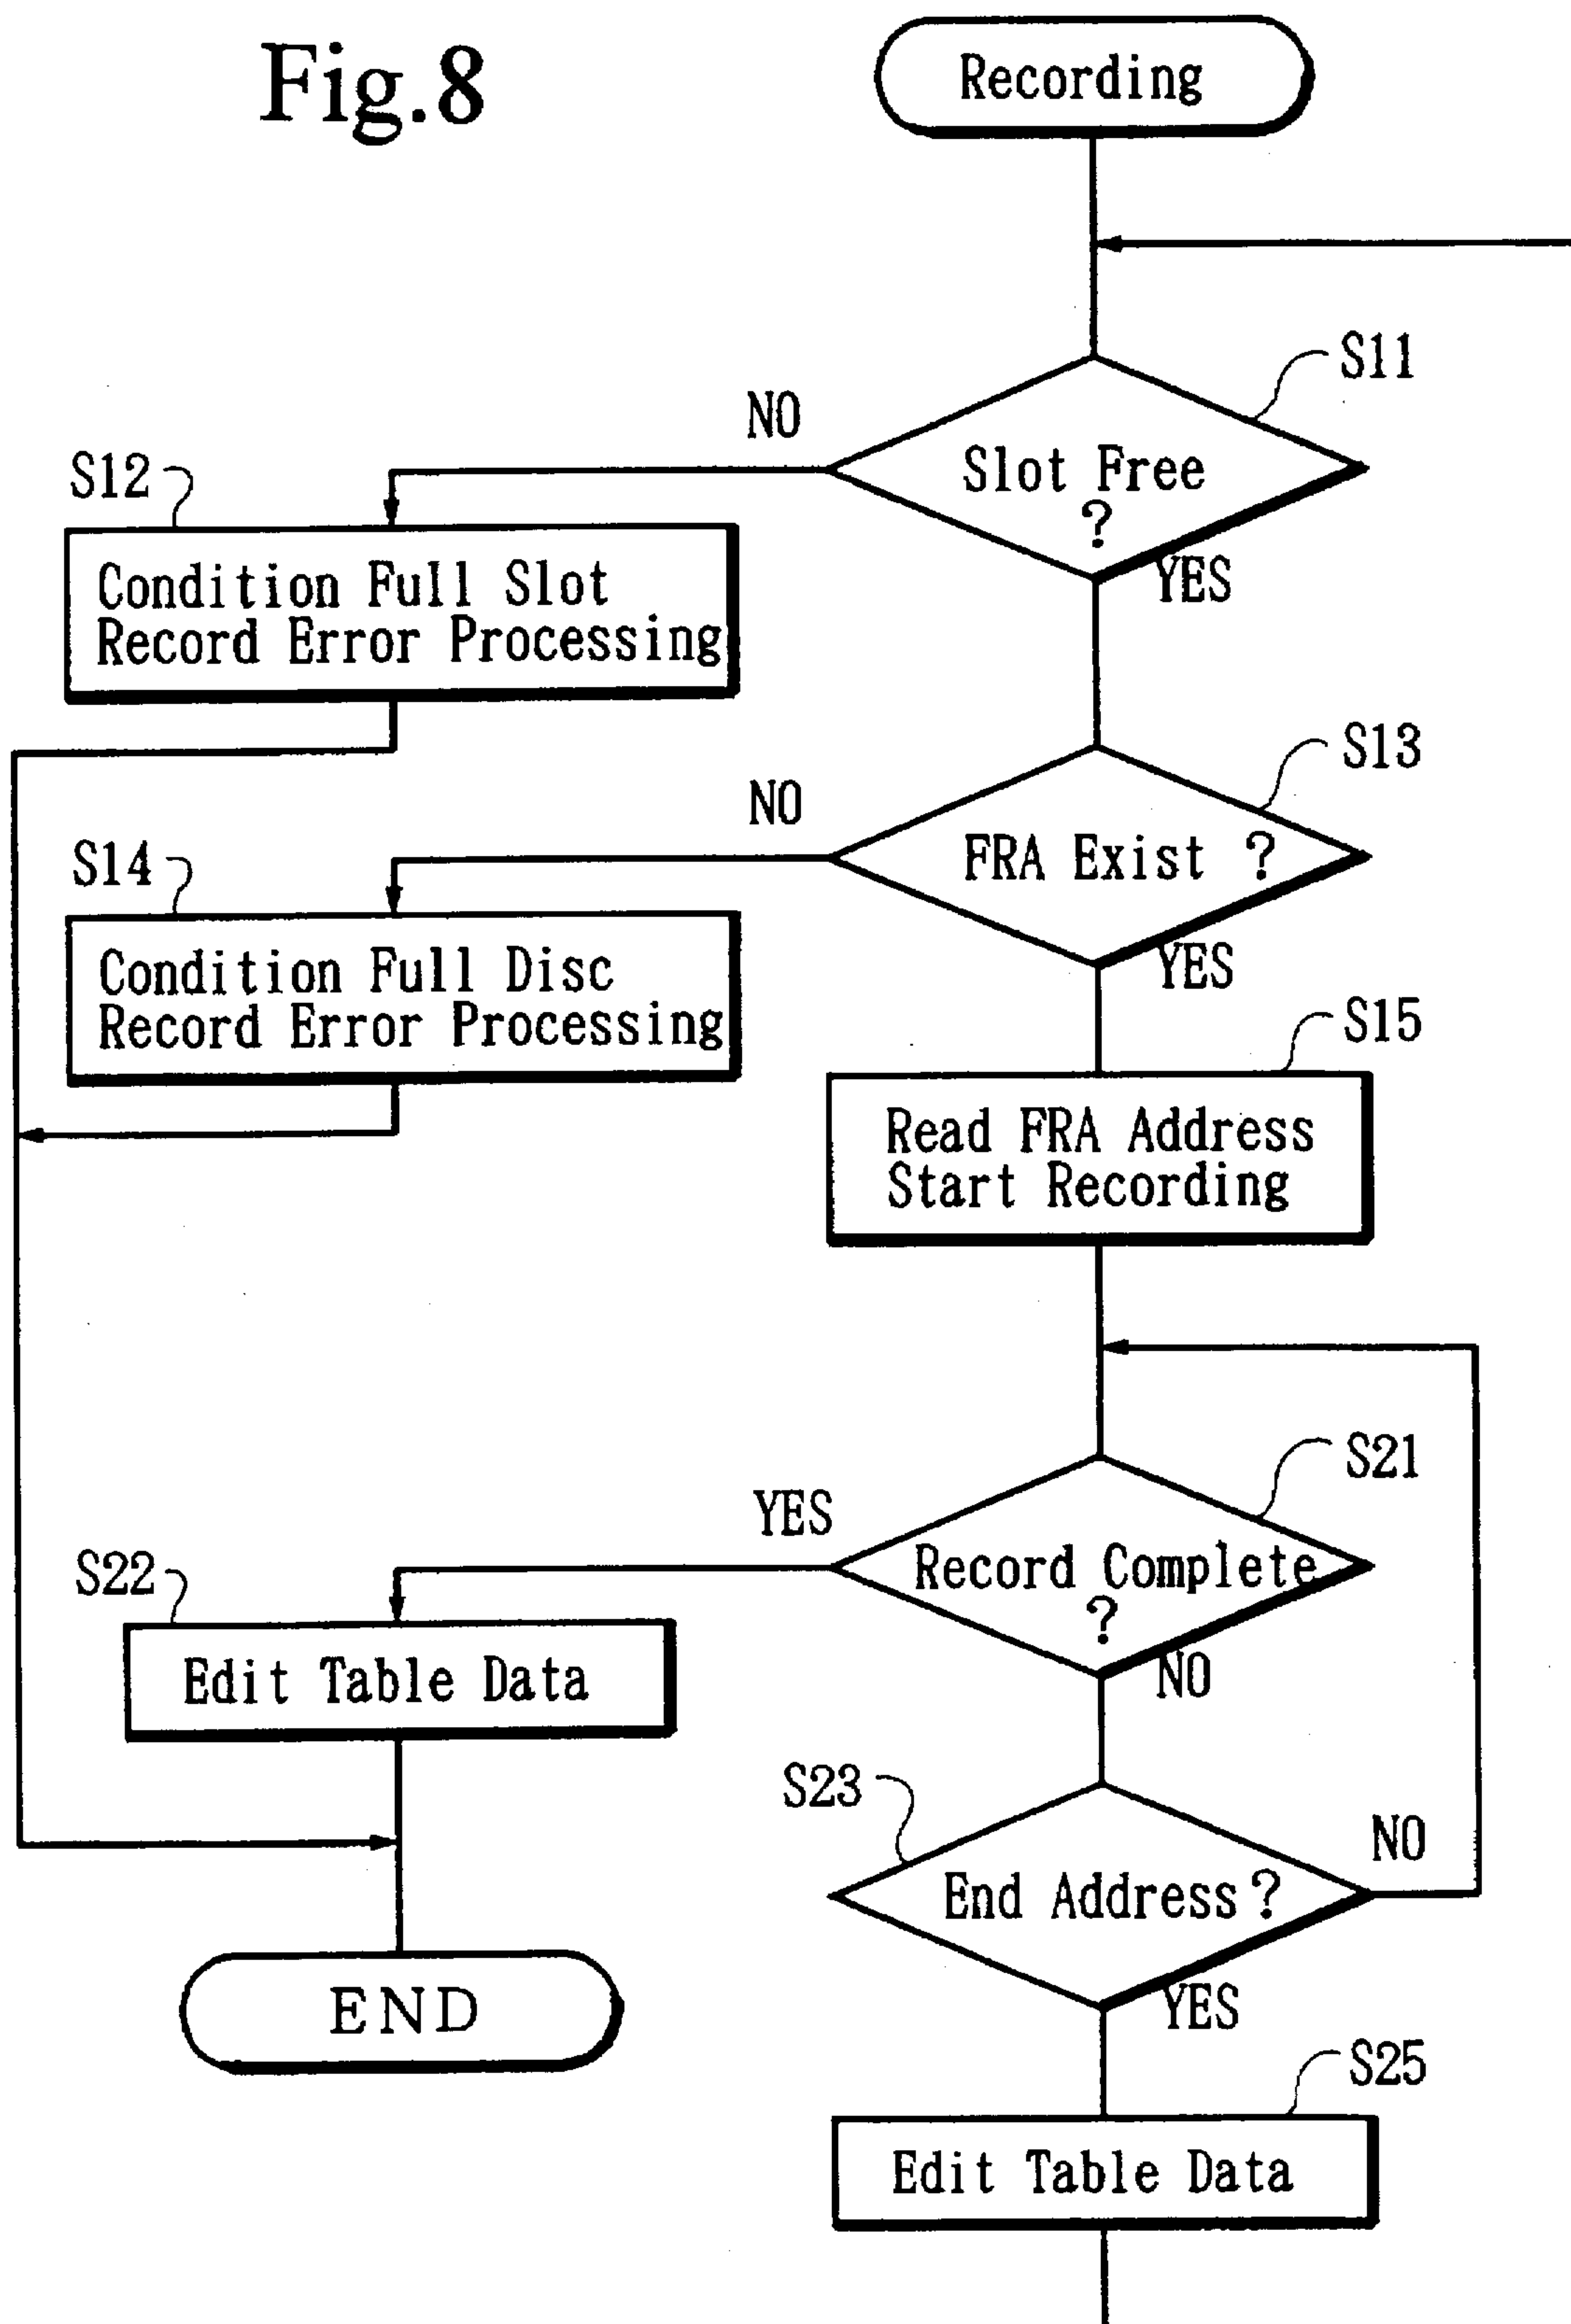 Fig.8
Recording
S11
NO
Slot Free
?
YES
S12
Condition Full Slot
Record Error Processing
S13
NO
FRA Exist ?
YES
S14
Condition Full Disc
Record Error Processing
S15
Read FRA Address
Start Recording
S21
YES
Record Complete
?
NO
S22
Edit Table Data
S23
NO
End Address ?
YES
END
S25
Edit Table Data